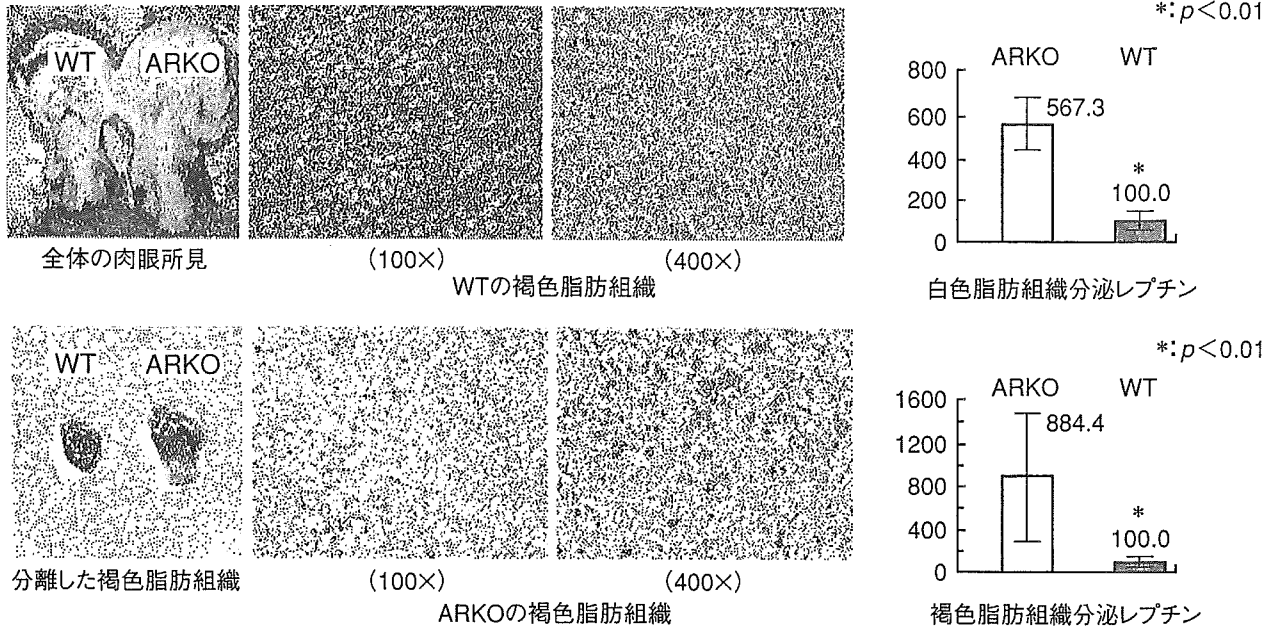 WT ARKO
全体の肉眼所見
(100×)
(400×)
WTの褐色脂肪組織
*: p<0.01
ARKO WT
800
600
400
200
0
567.3
*
100.0
白色脂肪組織分泌レプチン
WT ARKO
分離した褐色脂肪組織
(100×)
(400×)
ARKOの褐色脂肪組織
*: p<0.01
ARKO WT
1600
1200
800
400
0
884.4
*
100.0
褐色脂肪組織分泌レプチン